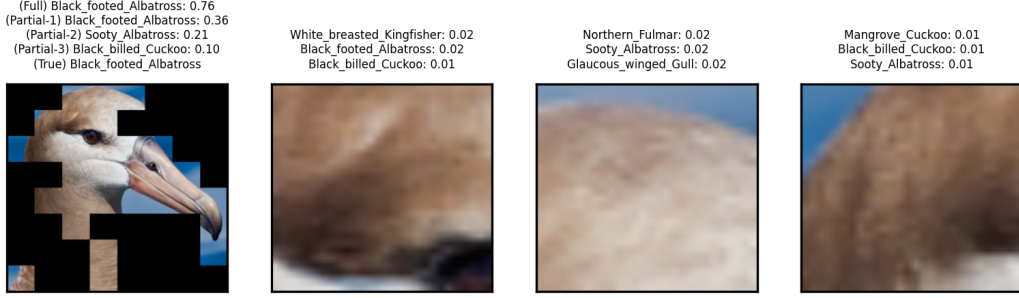 (Full) Black_footed_Albatross: 0.76
(Partial-1) Black_footed_Albatross: 0.36
(Partial-2) Sooty_Albatross: 0.21
(Partial-3) Black_billed_Cuckoo: 0.10
(True) Black_footed_Albatross
White_breasted_Kingfisher: 0.02
Black_footed_Albatross: 0.02
Black_billed_Cuckoo: 0.01
Northern_Fulmar: 0.02
Sooty_Albatross: 0.02
Glaucous_winged_Gull: 0.02
Mangrove_Cuckoo: 0.01
Black_billed_Cuckoo: 0.01
Sooty_Albatross: 0.01